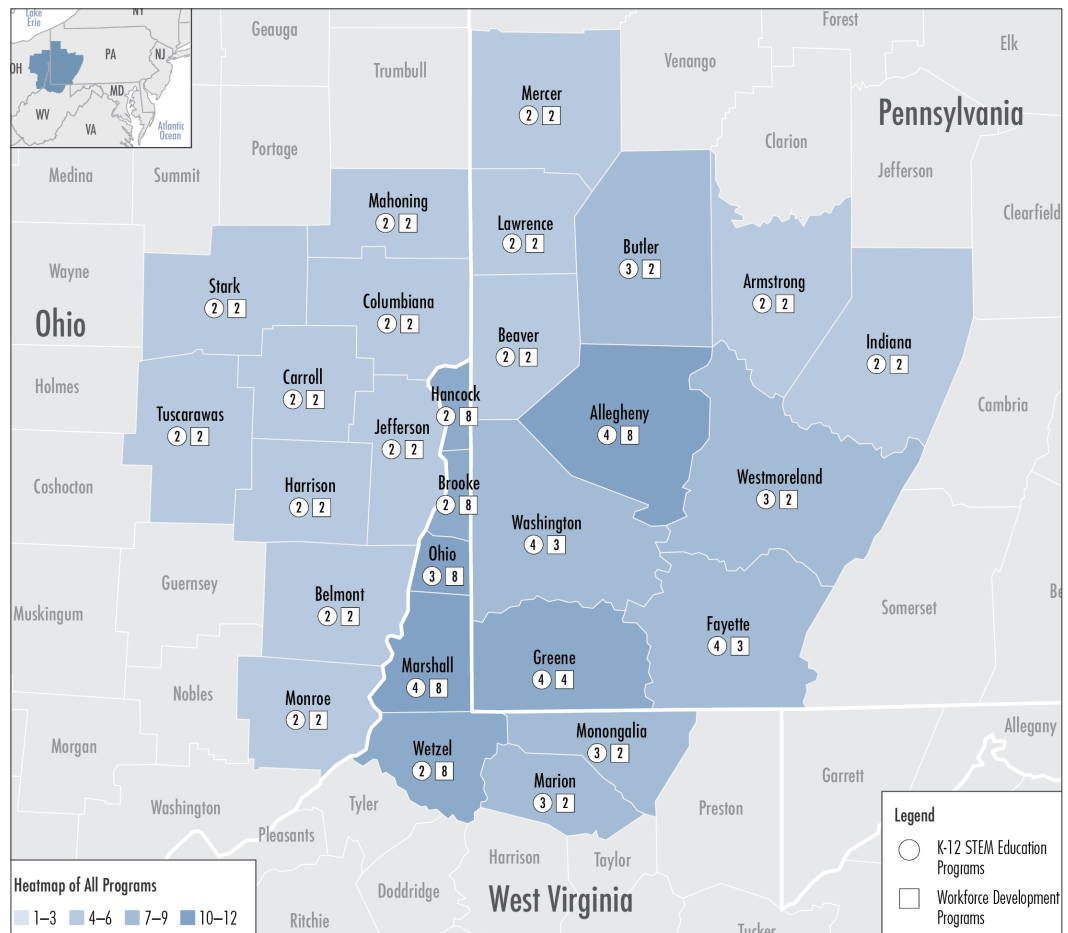 Lake
Erie
NY
OH
PA
NJ
MD
WV
VA
Atlantic
Ocean
Geauga
Trumbull
Venango
Forest
Elk
Pennsylvania
Mercer
2 2
Clarion
Jefferson
Clearfield
Medina
Summit
Portage
Mahoning
2 2
Lawrence
2 2
Butler
3 2
Armstrong
2 2
Indiana
2 2
Wayne
Ohio
Stark
2 2
Columbiana
2 2
Beaver
2 2
Holmes
Carroll
2 2
Hancock
2 8
Allegheny
4 8
Cambria
Tuscarawas
2 2
Jefferson
2 2
Westmoreland
3 2
Coshocton
Harrison
2 2
Brooke
2 8
Washington
4 3
Ohio
3 8
Guernsey
Belmont
2 2
Muskingum
Somerset
Be
Fayette
4 3
Marshall
4 8
Greene
4 4
Nobles
Monroe
2 2
Morgan
Wetzel
2 8
Monongalia
3 2
Marion
3 2
Allegany
Garrett
Washington
Tyler
Preston
Pleasants
Harrison
Taylor
Doddridge
West Virginia
Ritchie
Tucker
Heatmap of All Programs
1–3 4–6 7–9 10–12
Legend
K-12 STEM Education
Programs
Workforce Development
Programs